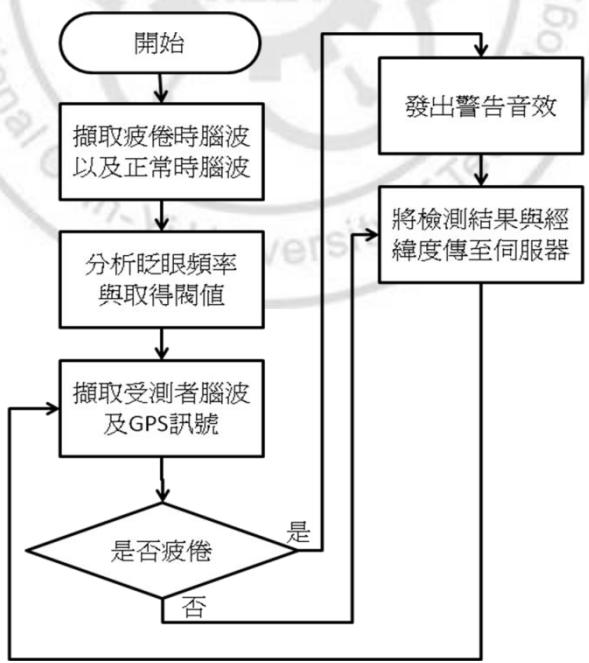 開始
擷取疲倦時腦波
以及正常時腦波
分析眨眼頻率
與取得閥值
擷取受測者腦波
及GPS訊號
是否疲倦
是
否
發出警告音效
將檢測結果與經
緯度傳至伺服器